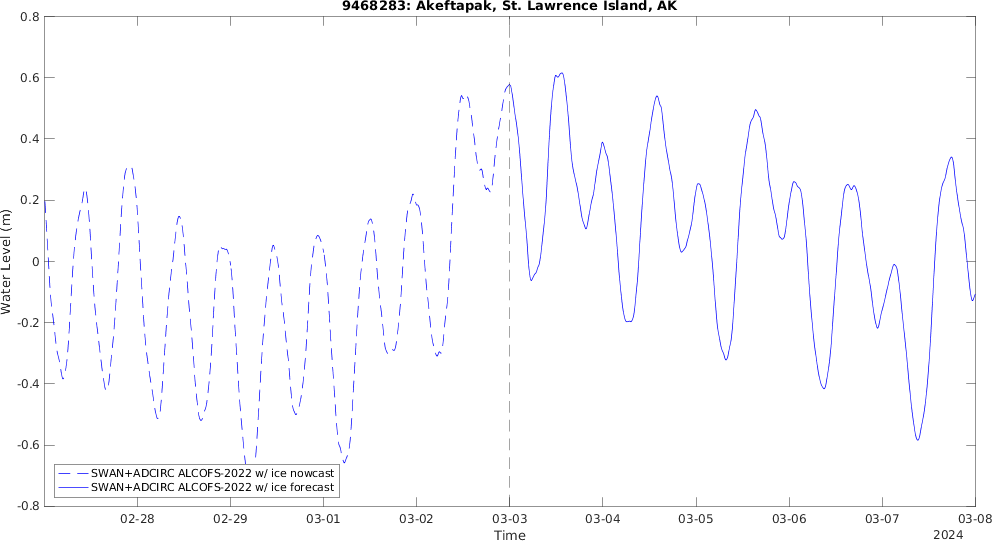 9468283: Akeftapak, St. Lawrence Island, AK
0.8
0.6
0.4
0.2
0
-0.2
-0.4
-0.6
-0.8
Water Level (m)
SWAN+ADCIRC ALCOFS-2022 w/ ice nowcast
SWAN+ADCIRC ALCOFS-2022 w/ ice forecast
02-28 02-29 03-01 03-02 03-03 03-04 03-05 03-06 03-07 03-08
Time
2024